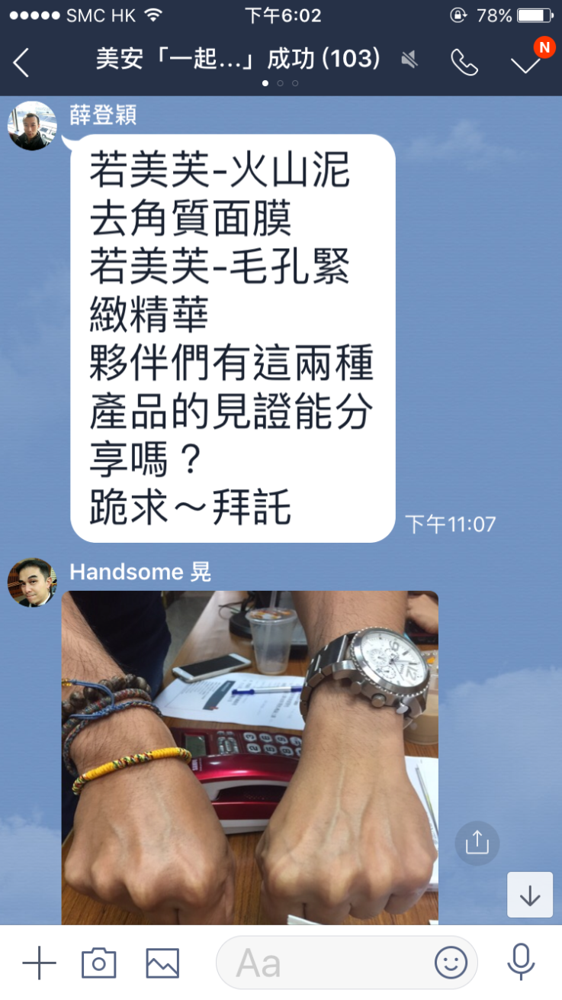 SMC HK 下午6:02 78%
美安「一起...」成功 (103)
N
薛登穎
若美芙-火山泥
去角質面膜
若美芙-毛孔緊
緻精華
夥伴們有這兩種
產品的見證能分
享嗎？
跪求～拜託
下午11:07
Handsome 晃
Aa